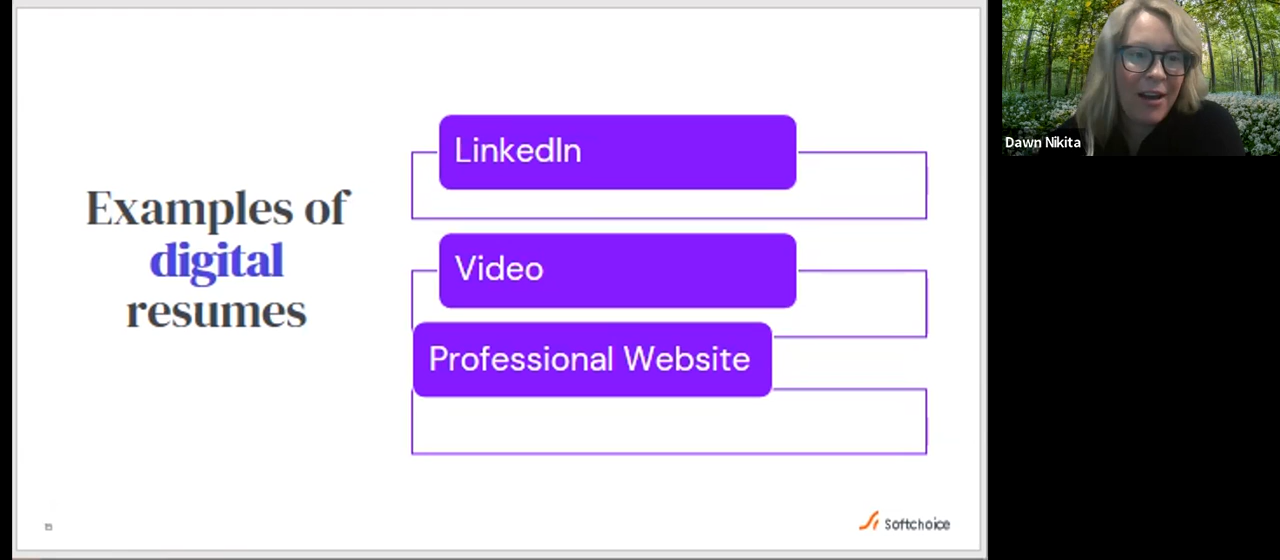 Examples of
digital
resumes
LinkedIn
Video
Professional Website
Softchoice
Dawn Nikita